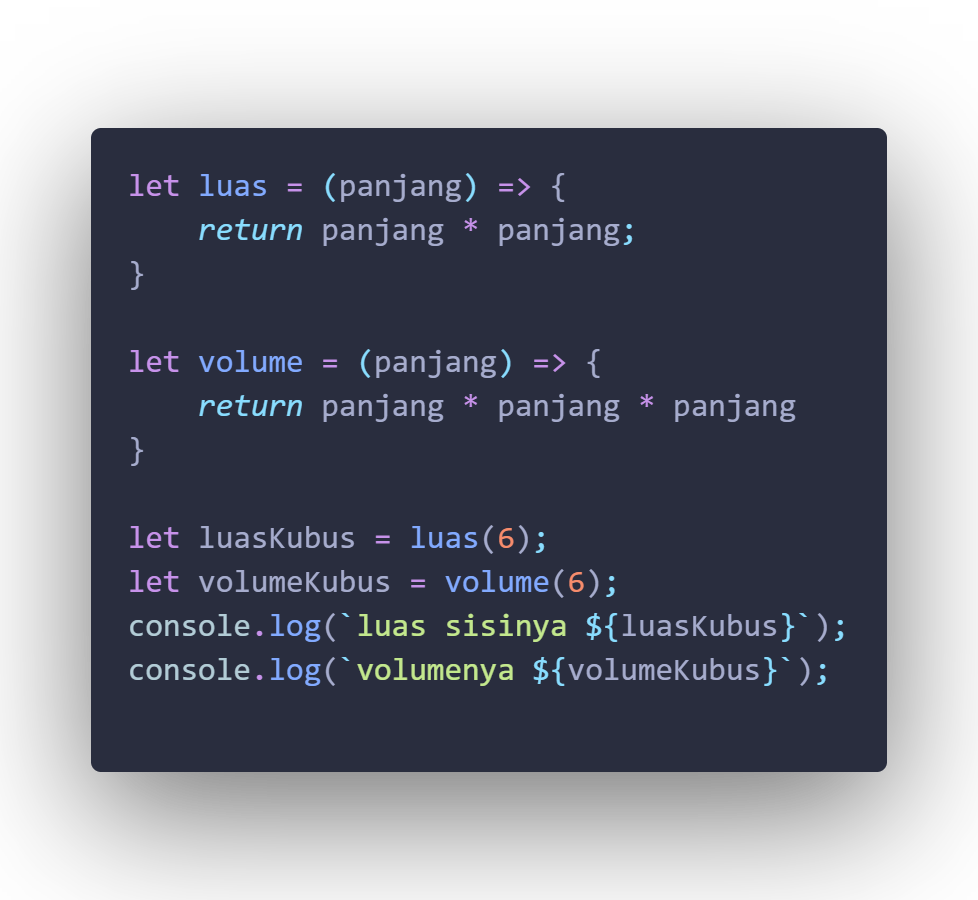 let luas = (panjang) => {
    return panjang * panjang;
}

let volume = (panjang) => {
    return panjang * panjang * panjang
}

let luasKubus = luas(6);
let volumeKubus = volume(6);
console.log(`luas sisinya ${luasKubus}`);
console.log(`volumenya ${volumeKubus}`);